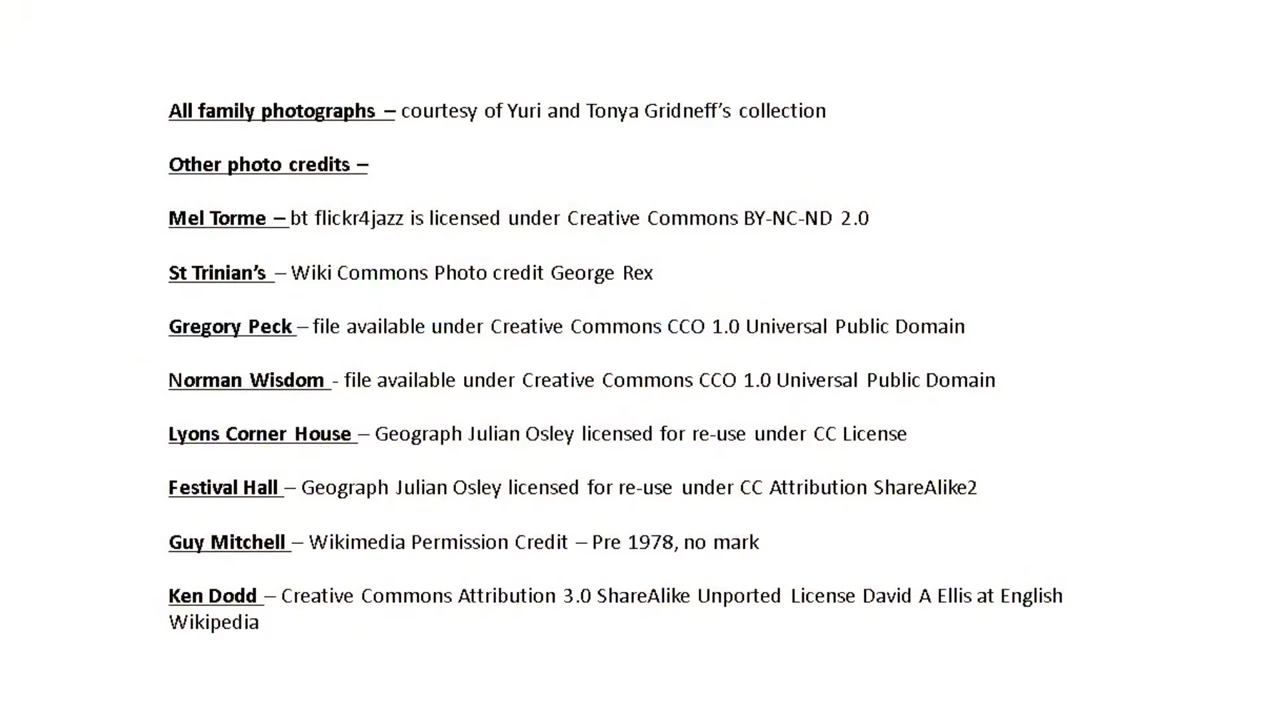 All family photographs – courtesy of Yuri and Tonya Gridneff’s collection
Other photo credits –
Mel Torme – bt flickr4jazz is licensed under Creative Commons BY-NC-ND 2.0
St Trinian’s – Wiki Commons Photo credit George Rex
Gregory Peck – file available under Creative Commons CCO 1.0 Universal Public Domain
Norman Wisdom - file available under Creative Commons CCO 1.0 Universal Public Domain
Lyons Corner House – Geograph Julian Osley licensed for re-use under CC License
Festival Hall – Geograph Julian Osley licensed for re-use under CC Attribution ShareAlike2
Guy Mitchell – Wikimedia Permission Credit – Pre 1978, no mark
Ken Dodd – Creative Commons Attribution 3.0 ShareAlike Unported License David A Ellis at English
Wikipedia